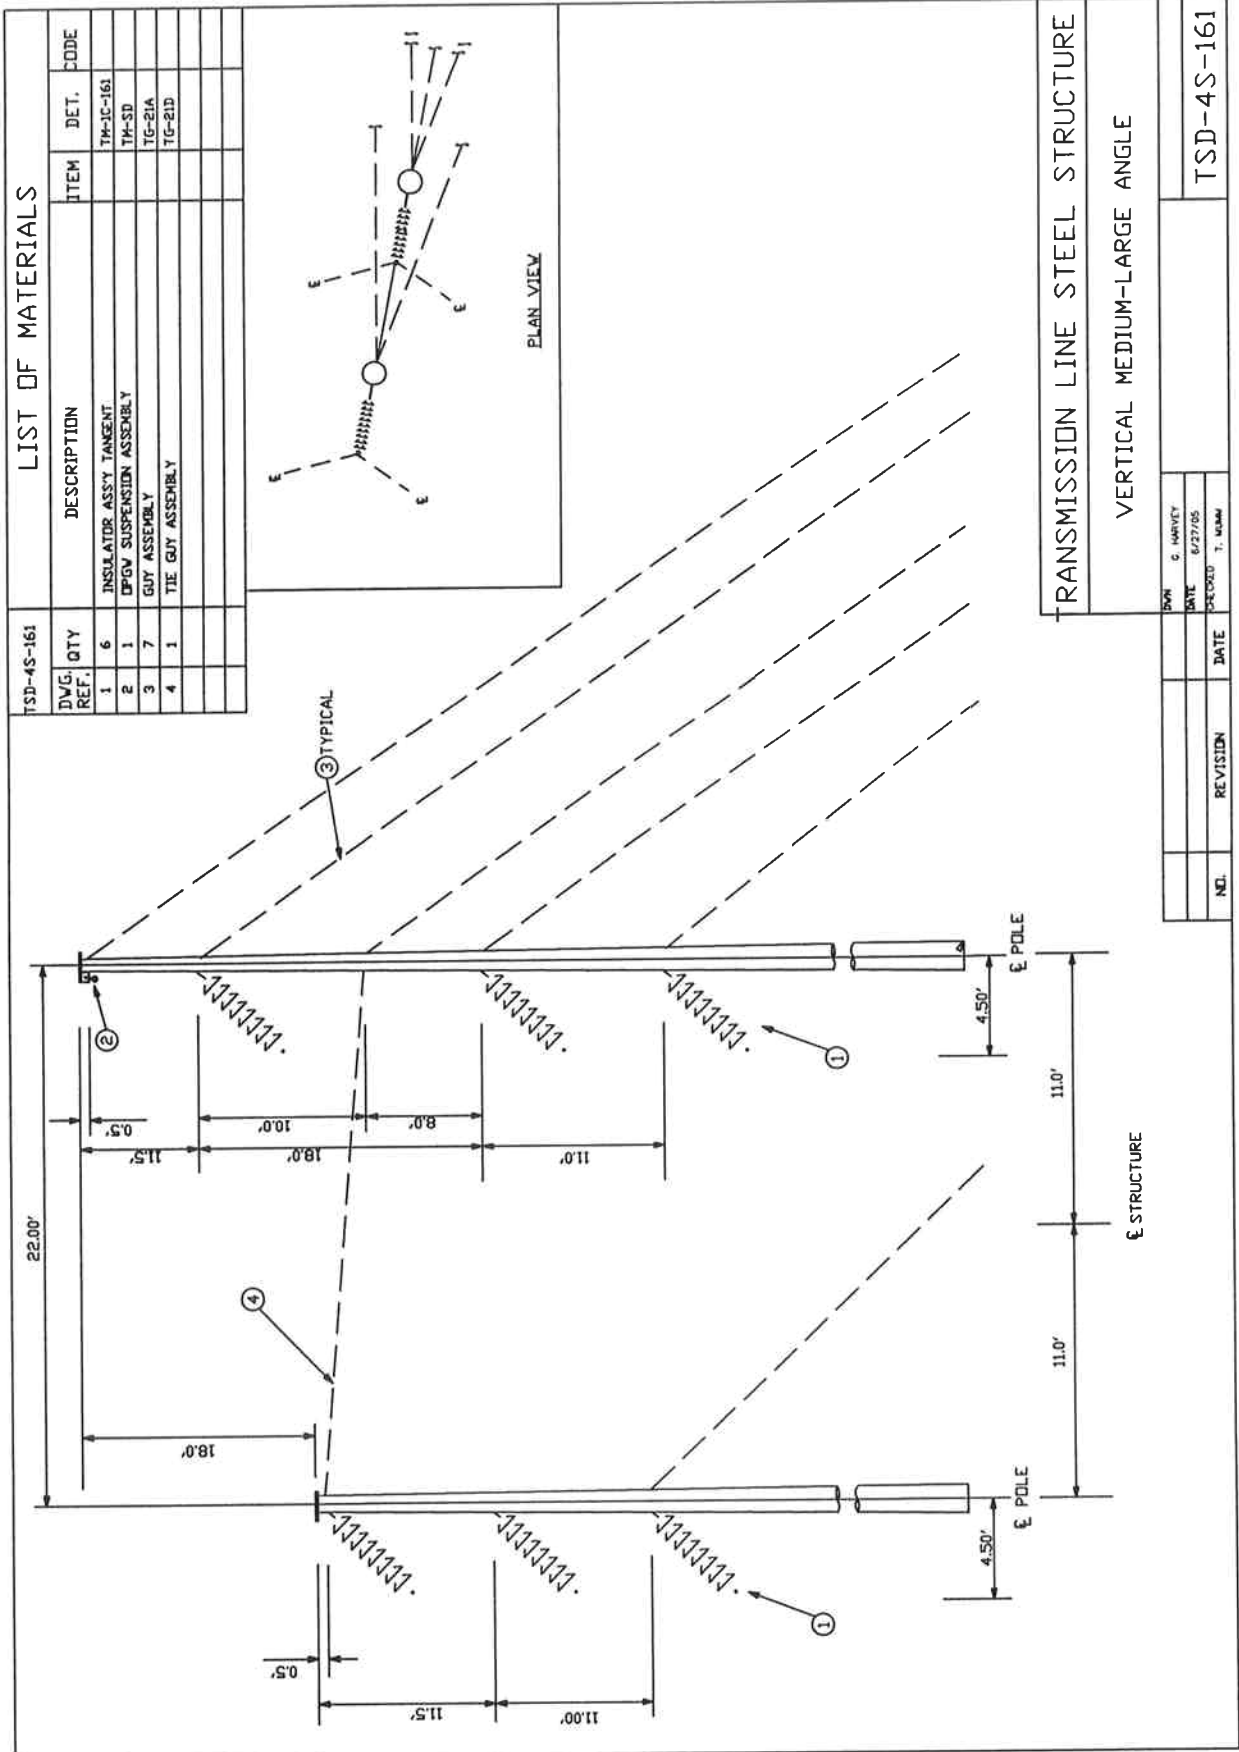 TSD-4S-161
LIST OF MATERIALS
DWG. REF. QTY DESCRIPTION ITEM DET. CODE
1 6 INSULATOR ASS'Y TANGENT TM-1C-161
2 1 OPGW SUSPENSION ASSEMBLY TM-SD
3 7 GUY ASSEMBLY TG-21A
4 1 TIE GUY ASSEMBLY TG-21D
PLAN VIEW
22.00'
18.0'
0.5'
11.5'
10.0'
18.0'
8.0'
11.0'
2
3 TYPICAL
4
0.5'
11.5'
11.00'
1
1
4.50'
4.50'
℄ POLE
℄ POLE
11.0'
11.0'
℄ STRUCTURE
TRANSMISSION LINE STEEL STRUCTURE
VERTICAL MEDIUM-LARGE ANGLE
NO. REVISION DATE
DWN G. HARVEY
DATE 6/27/05
CHECKED T. MUMM
TSD-4S-161